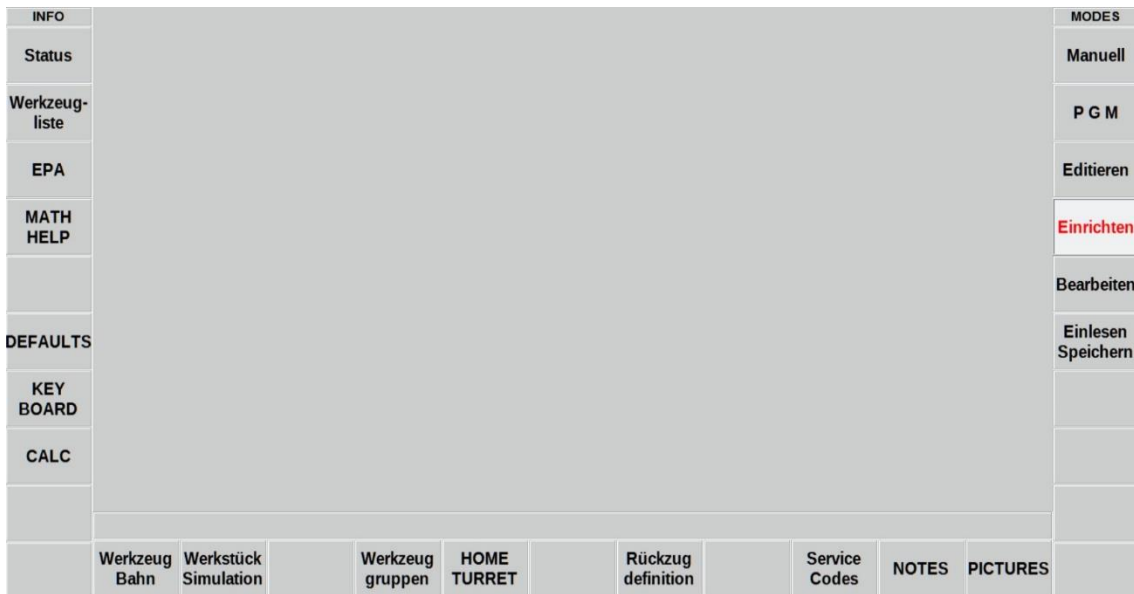 INFO
Status
Werkzeug-
liste
EPA
MATH
HELP
DEFAULTS
KEY
BOARD
CALC
MODES
Manuell
P G M
Editieren
Einrichten
Bearbeiten
Einlesen
Speichern
Werkzeug
Bahn
Werkstück
Simulation
Werkzeug
gruppen
HOME
TURRET
Rückzug
definition
Service
Codes
NOTES
PICTURES